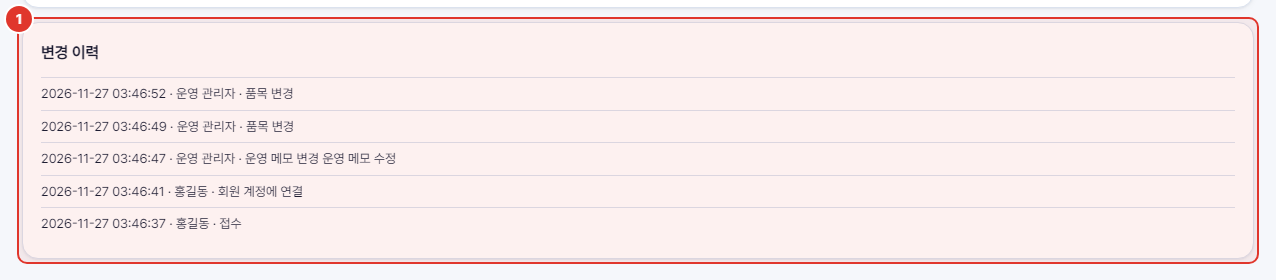 1
변경 이력
2026-11-27 03:46:52 · 운영 관리자 · 품목 변경
2026-11-27 03:46:49 · 운영 관리자 · 품목 변경
2026-11-27 03:46:47 · 운영 관리자 · 운영 메모 변경 운영 메모 수정
2026-11-27 03:46:41 · 홍길동 · 회원 계정에 연결
2026-11-27 03:46:37 · 홍길동 · 접수